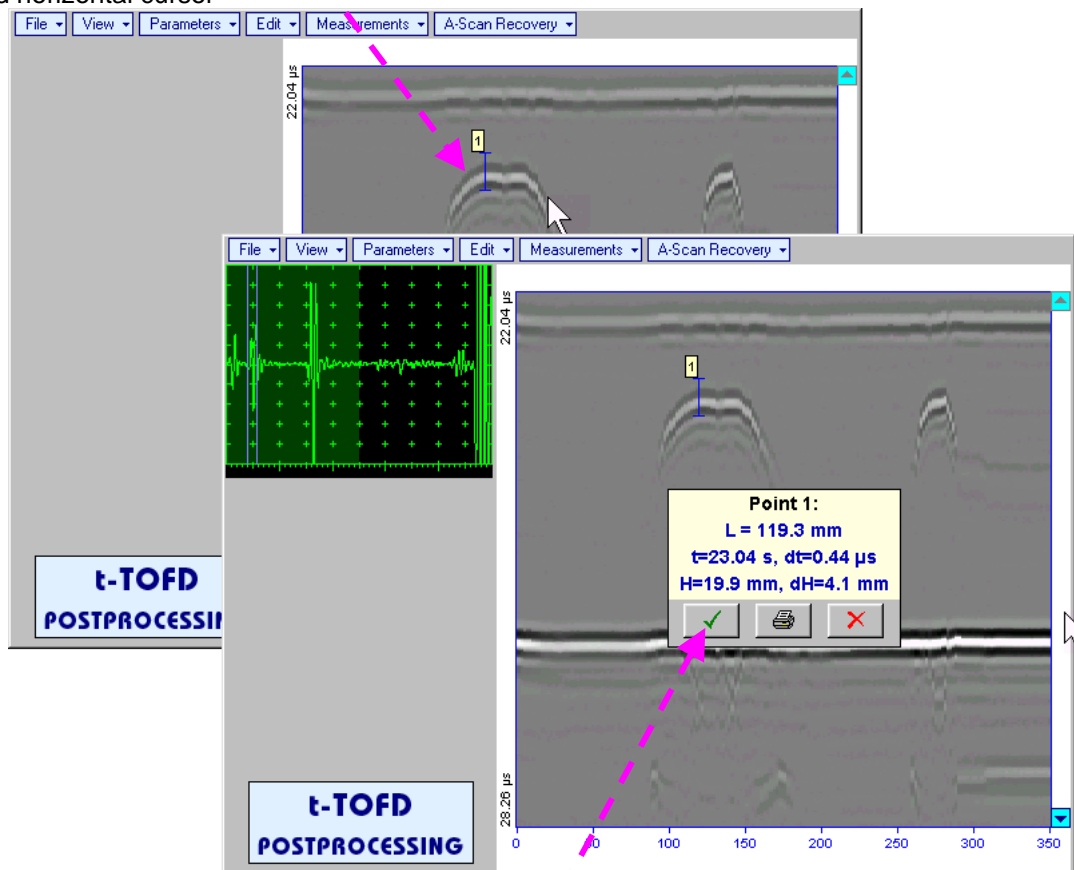 d horizontal cursor
File View Parameters Edit Measurements A-Scan Recovery
22.04 µs
1
t-TOFD
POSTPROCESSIN
File View Parameters Edit Measurements A-Scan Recovery
22.04 µs
1
Point 1:
L = 119.3 mm
t=23.04 s, dt=0.44 µs
H=19.9 mm, dH=4.1 mm
28.26 µs
0 50 100 150 200 250 300 350
t-TOFD
POSTPROCESSING